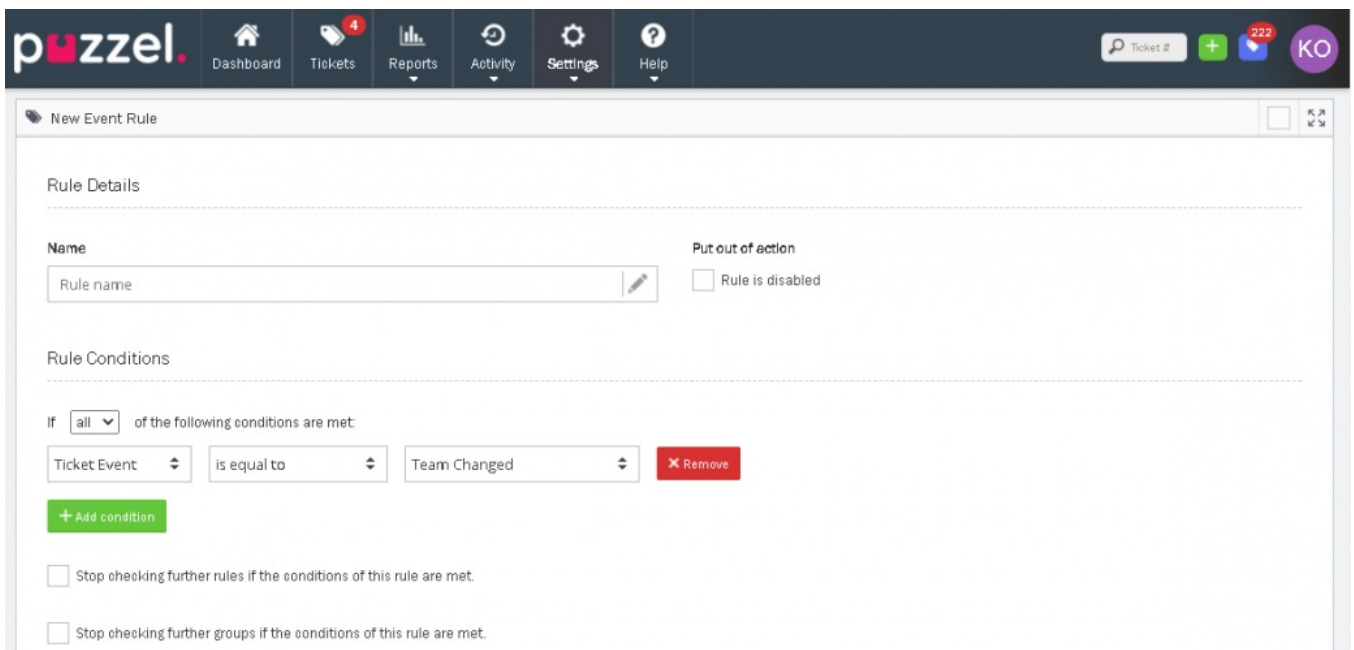 puzzel.
Dashboard
4
Tickets
Reports
Activity
Settings
Help
Ticket #
222
KO
New Event Rule
Rule Details
Name
Put out of action
Rule name
Rule is disabled
Rule Conditions
If all of the following conditions are met:
Ticket Event is equal to Team Changed Remove
+ Add condition
Stop checking further rules if the conditions of this rule are met.
Stop checking further groups if the conditions of this rule are met.